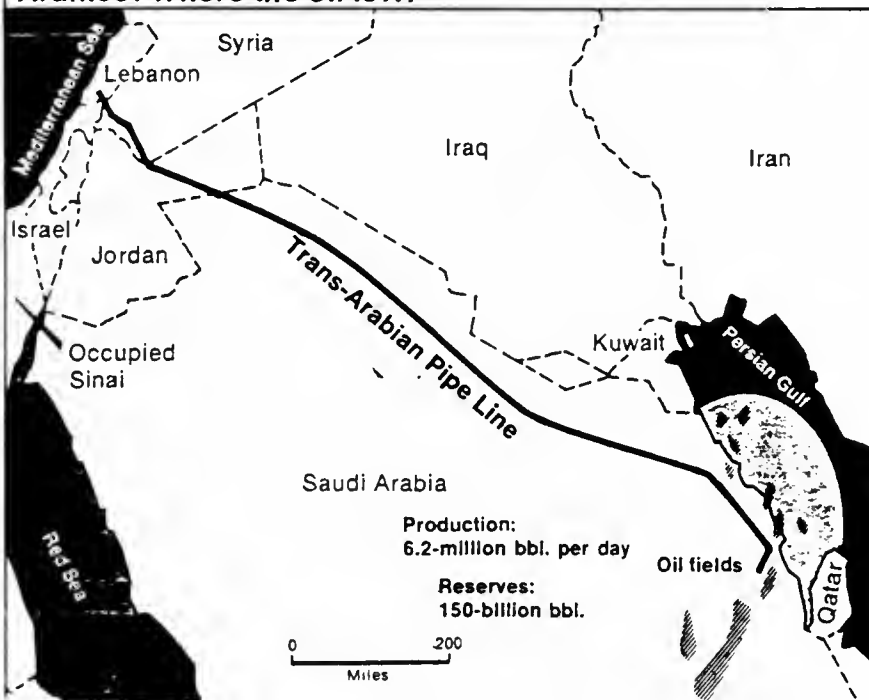 Syria
Lebanon
Mediterranean Sea
Iraq
Iran
Israel
Jordan
Trans-Arabian Pipe Line
Kuwait
Persian Gulf
Occupied
Sinai
Saudi Arabia
Production:
6.2-million bbl. per day
Oil fields
Reserves:
150-billion bbl.
Qatar
Red Sea
0 200
Miles